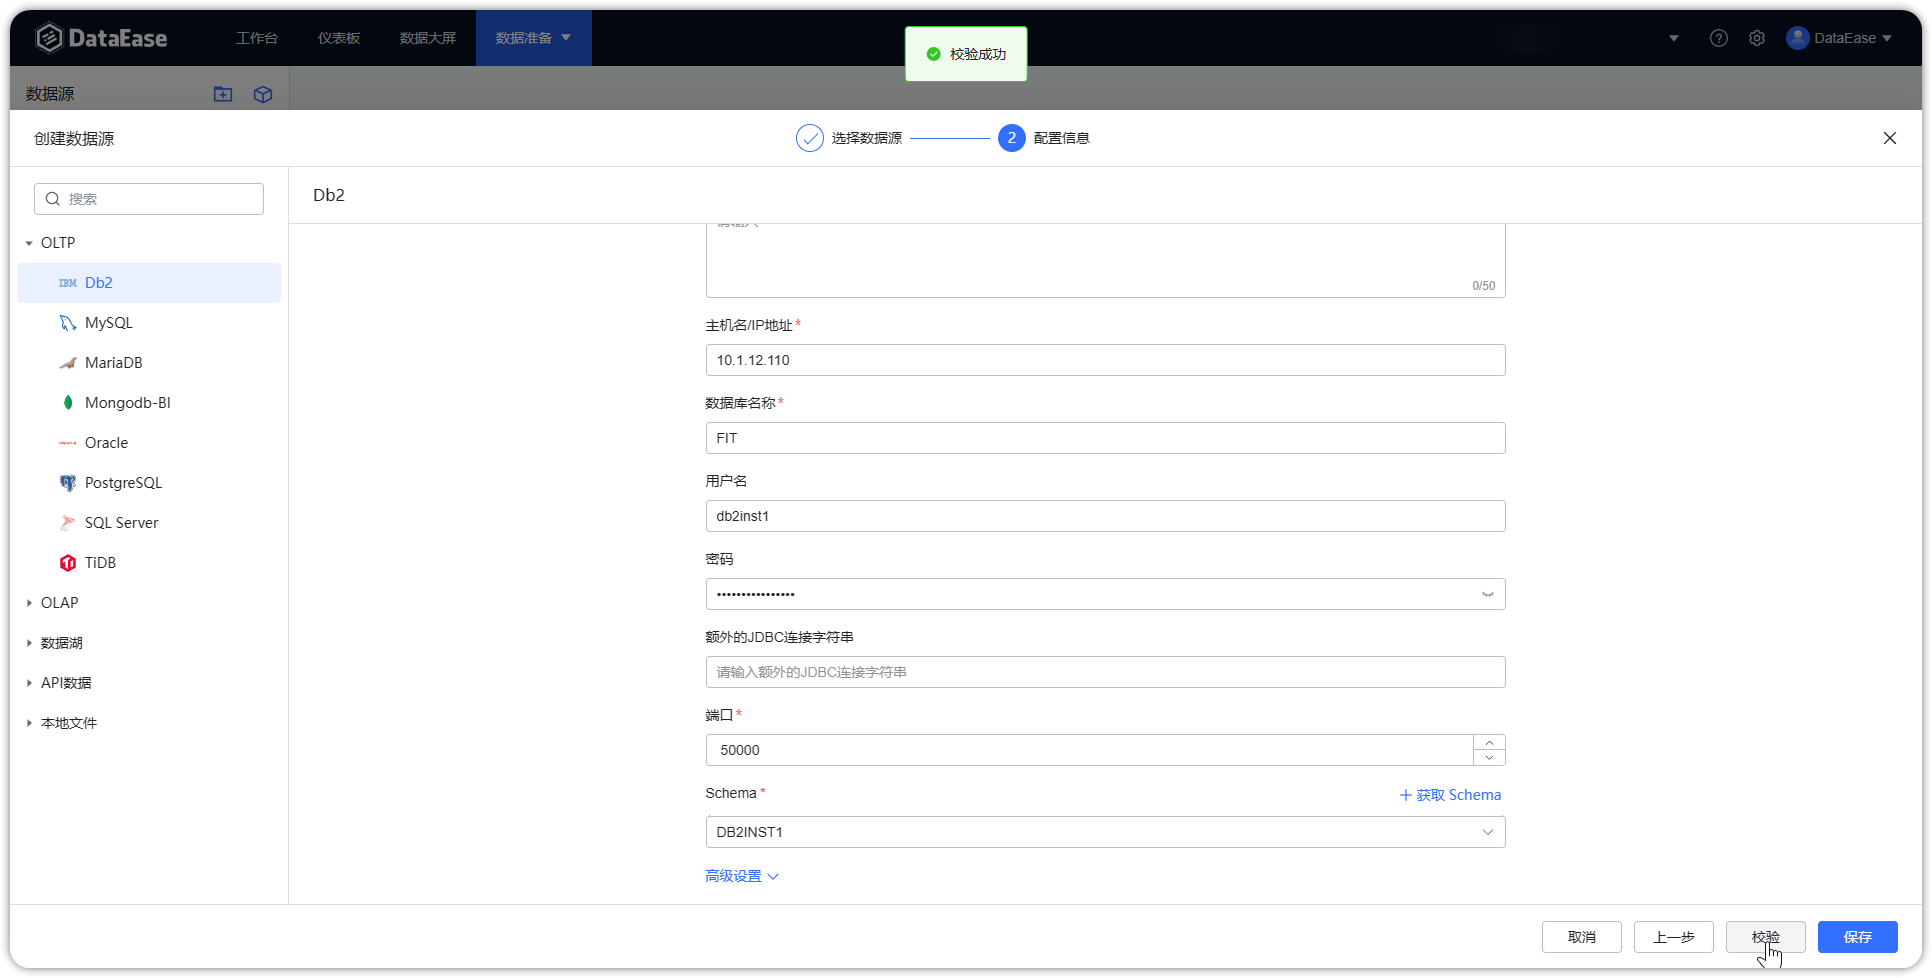 DataEase
工作台
仪表板
数据大屏
数据准备
校验成功
DataEase
数据源
创建数据源
选择数据源
2
配置信息
搜索
OLTP
IBM Db2
MySQL
MariaDB
Mongodb-BI
Oracle
PostgreSQL
SQL Server
TiDB
OLAP
数据湖
API数据
本地文件
Db2
请输入
0/50
主机名/IP地址*
10.1.12.110
数据库名称*
FIT
用户名
db2inst1
密码
••••••••••••••••
额外的JDBC连接字符串
请输入额外的JDBC连接字符串
端口*
50000
Schema*
获取 Schema
DB2INST1
高级设置
取消
上一步
校验
保存